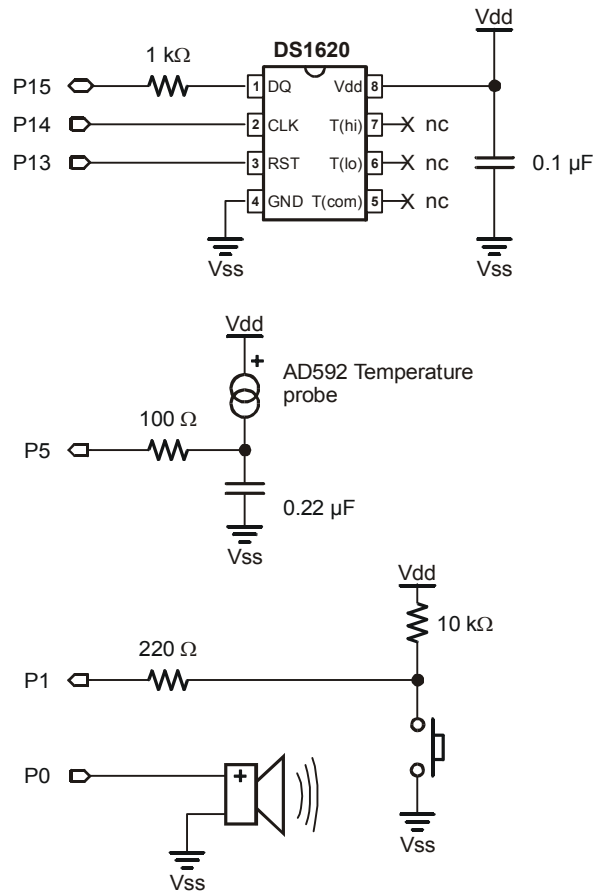 Vdd
DS1620
1 kΩ
P15
1 DQ Vdd 8
P14
2 CLK T(hi) 7 X nc
P13
3 RST T(lo) 6 X nc
0.1 µF
4 GND T(com) 5 X nc
Vss
Vss
Vdd
+
AD592 Temperature
probe
100 Ω
P5
0.22 µF
Vss
Vdd
10 kΩ
220 Ω
P1
P0
+
Vss
Vss